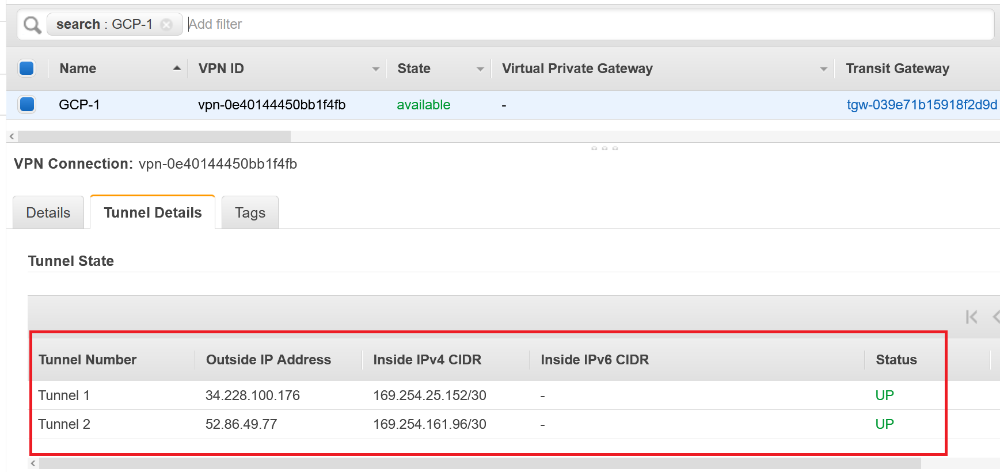 search : GCP-1 Add filter
Name VPN ID State Virtual Private Gateway Transit Gateway
GCP-1 vpn-0e40144450bb1f4fb available - tgw-039e71b15918f2d9d
VPN Connection: vpn-0e40144450bb1f4fb
Details Tunnel Details Tags
Tunnel State
Tunnel Number Outside IP Address Inside IPv4 CIDR Inside IPv6 CIDR Status
Tunnel 1 34.228.100.176 169.254.25.152/30 - UP
Tunnel 2 52.86.49.77 169.254.161.96/30 - UP